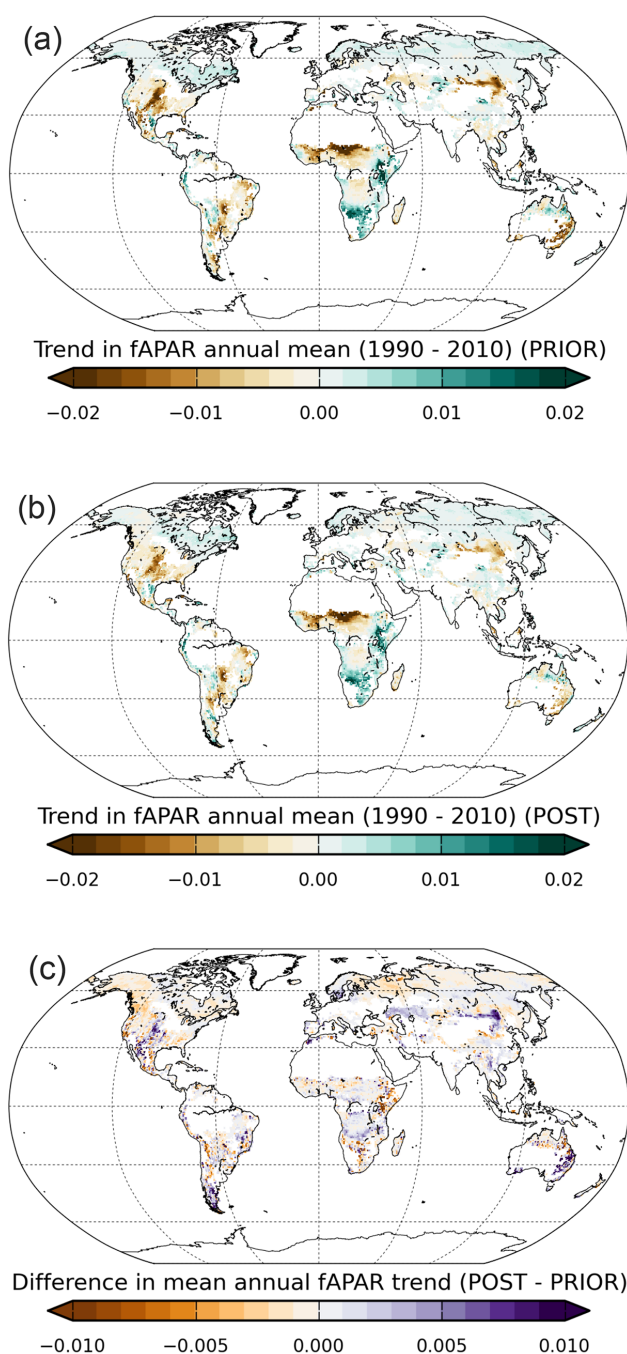 (a)
Trend in fAPAR annual mean (1990 - 2010) (PRIOR)
−0.02 −0.01 0.00 0.01 0.02
(b)
Trend in fAPAR annual mean (1990 - 2010) (POST)
−0.02 −0.01 0.00 0.01 0.02
(c)
Difference in mean annual fAPAR trend (POST - PRIOR)
−0.010 −0.005 0.000 0.005 0.010